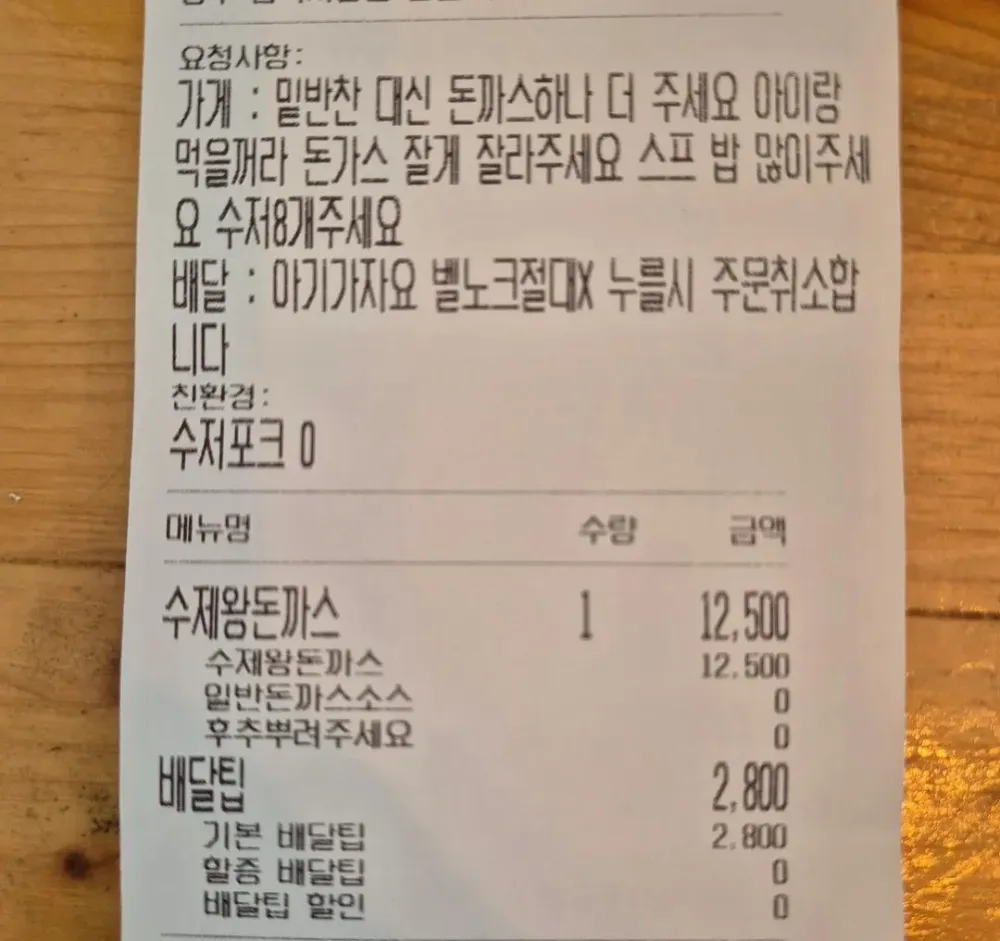 요청사항:
가게 : 밑반찬 대신 돈까스하나 더 주세요 아이랑
먹을꺼라 돈가스 잘게 잘라주세요 스프 밥 많이주세
요 수저8개주세요
배달 : 아기가자요 벨노크절대X 누를시 주문취소합
니다
친환경:
수저포크 0
메뉴명 수량 금액
수제왕돈까스 1 12,500
수제왕돈까스 12.500
일반돈까스소스 0
후추뿌려주세요 0
배달팁 2,800
기본 배달팁 2.800
할증 배달팁 0
배달팁 할인 0